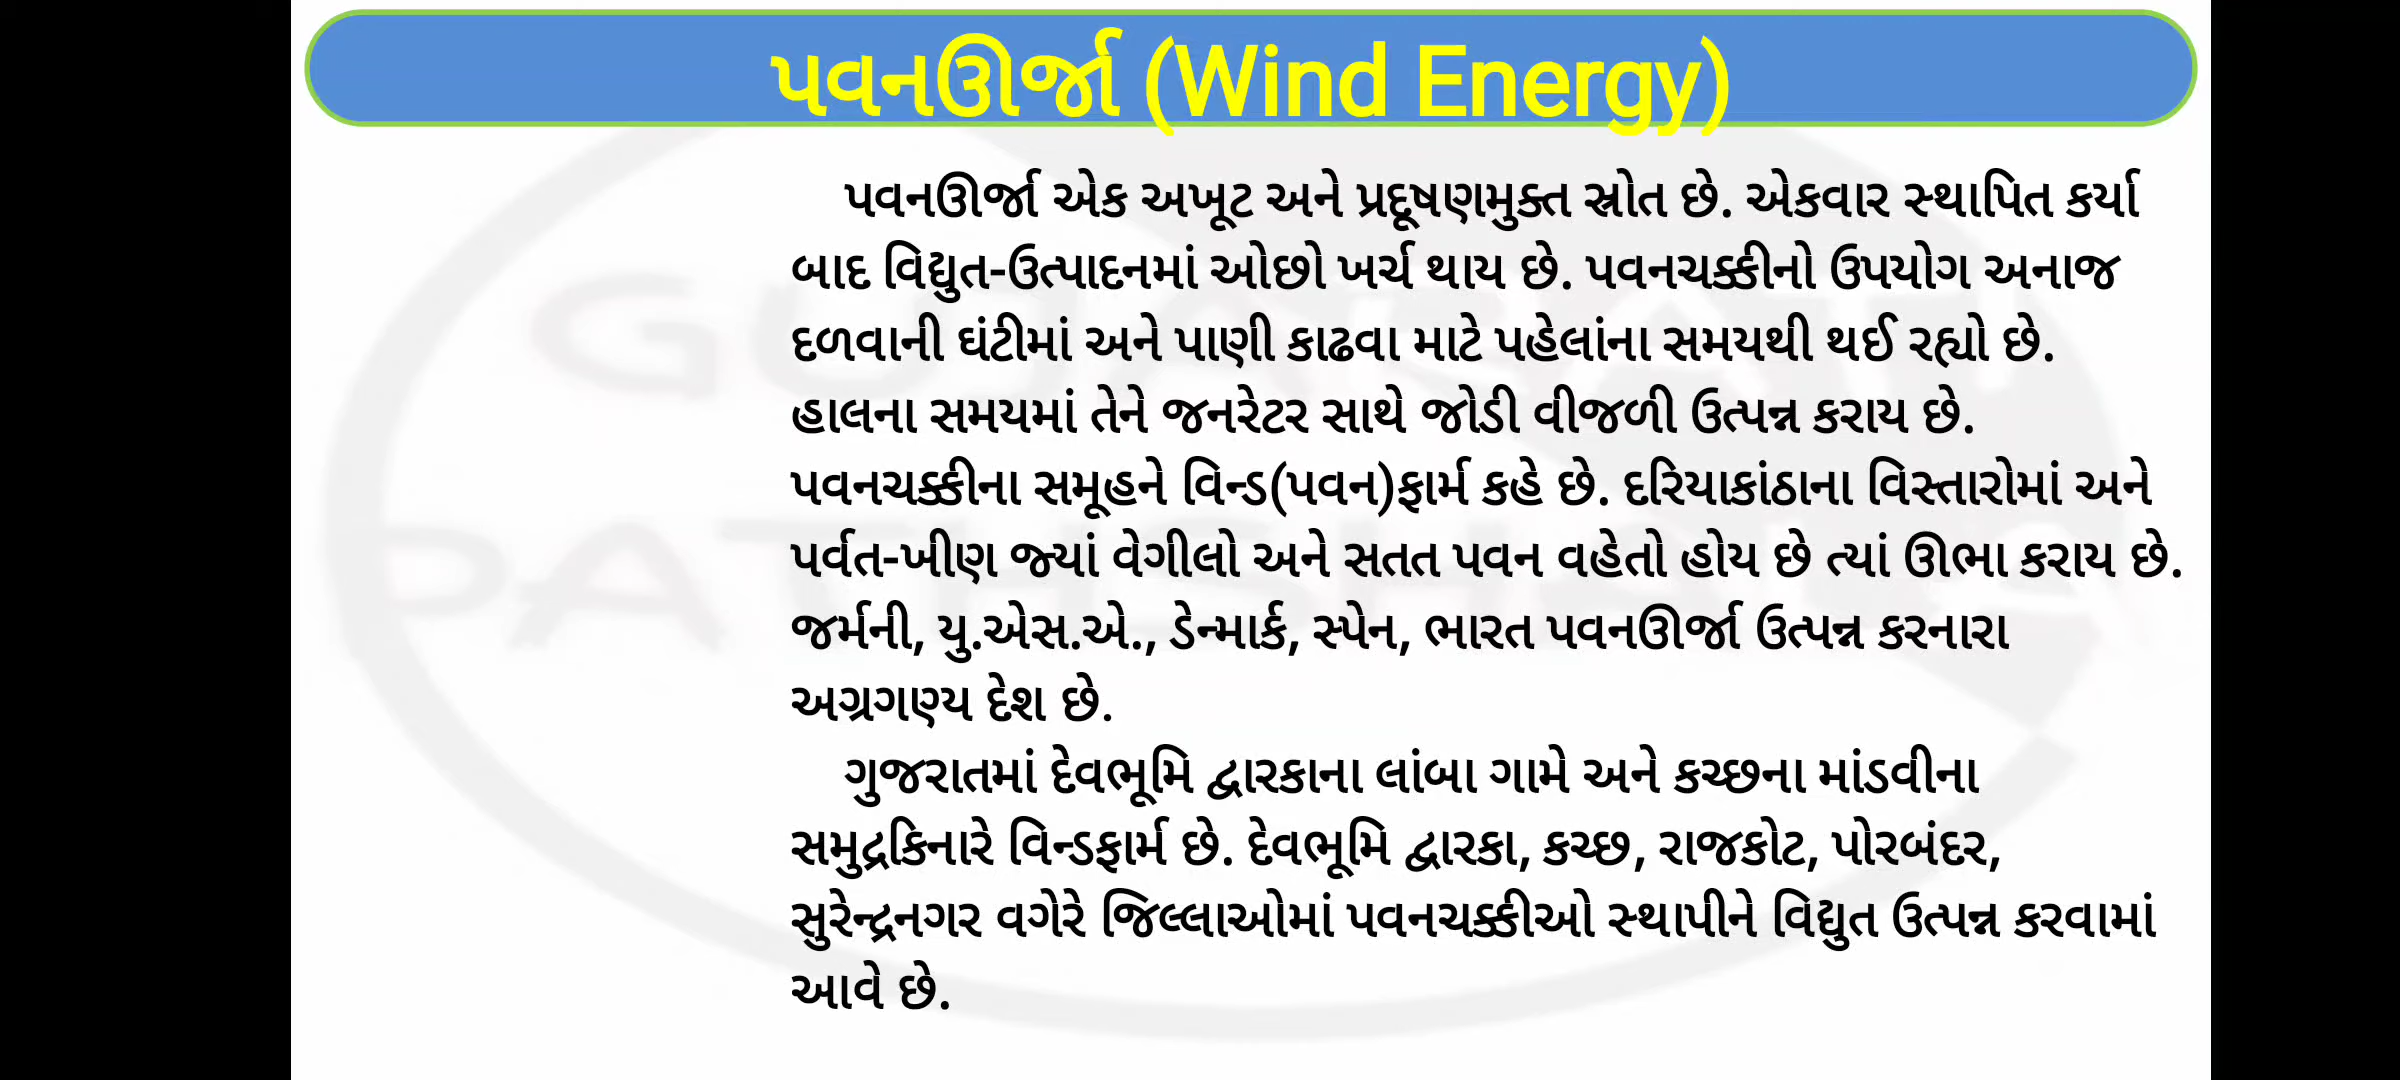 પવનઊર્જા (Wind Energy)
પવનઊર્જા એક અખૂટ અને પ્રદૂષણમુક્ત સ્રોત છે. એકવાર સ્થાપિત કર્યા
બાદ વિદ્યુત-ઉત્પાદનમાં ઓછો ખર્ચ થાય છે. પવનચક્કીનો ઉપયોગ અનાજ
દળવાની ઘંટીમાં અને પાણી કાઢવા માટે પહેલાંના સમયથી થઈ રહ્યો છે.
હાલના સમયમાં તેને જનરેટર સાથે જોડી વીજળી ઉત્પન્ન કરાય છે.
પવનચક્કીના સમૂહને વિન્ડ(પવન)ફાર્મ કહે છે. દરિયાકાંઠાના વિસ્તારોમાં અને
પર્વત-ખીણ જ્યાં વેગીલો અને સતત પવન વહેતો હોય છે ત્યાં ઊભા કરાય છે.
જર્મની, યુ.એસ.એ., ડેન્માર્ક, સ્પેન, ભારત પવનઊર્જા ઉત્પન્ન કરનારા
અગ્રગણ્ય દેશ છે.
ગુજરાતમાં દેવભૂમિ દ્વારકાના લાંબા ગામે અને કચ્છના માંડવીના
સમુદ્રકિનારે વિન્ડફાર્મ છે. દેવભૂમિ દ્વારકા, કચ્છ, રાજકોટ, પોરબંદર,
સુરેન્દ્રનગર વગેરે જિલ્લાઓમાં પવનચક્કીઓ સ્થાપીને વિદ્યુત ઉત્પન્ન કરવામાં
આવે છે.
GUJARATI
PATHSHALA